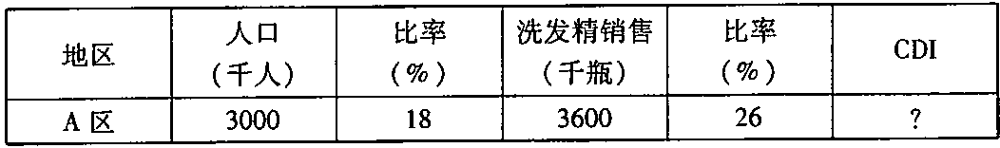 地区 人口（千人） 比率（%） 洗发精销售（千瓶） 比率（%） CDI
A 区 3000 18 3600 26 ?